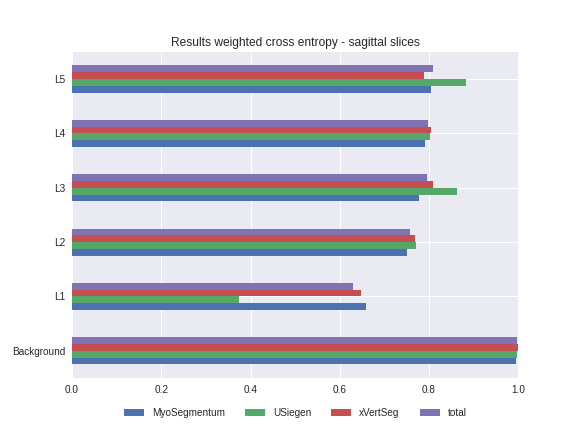 Results weighted cross entropy - sagittal slices
L5
L4
L3
L2
L1
Background
0.0 0.2 0.4 0.6 0.8 1.0
MyoSegmentum USiegen xVertSeg total